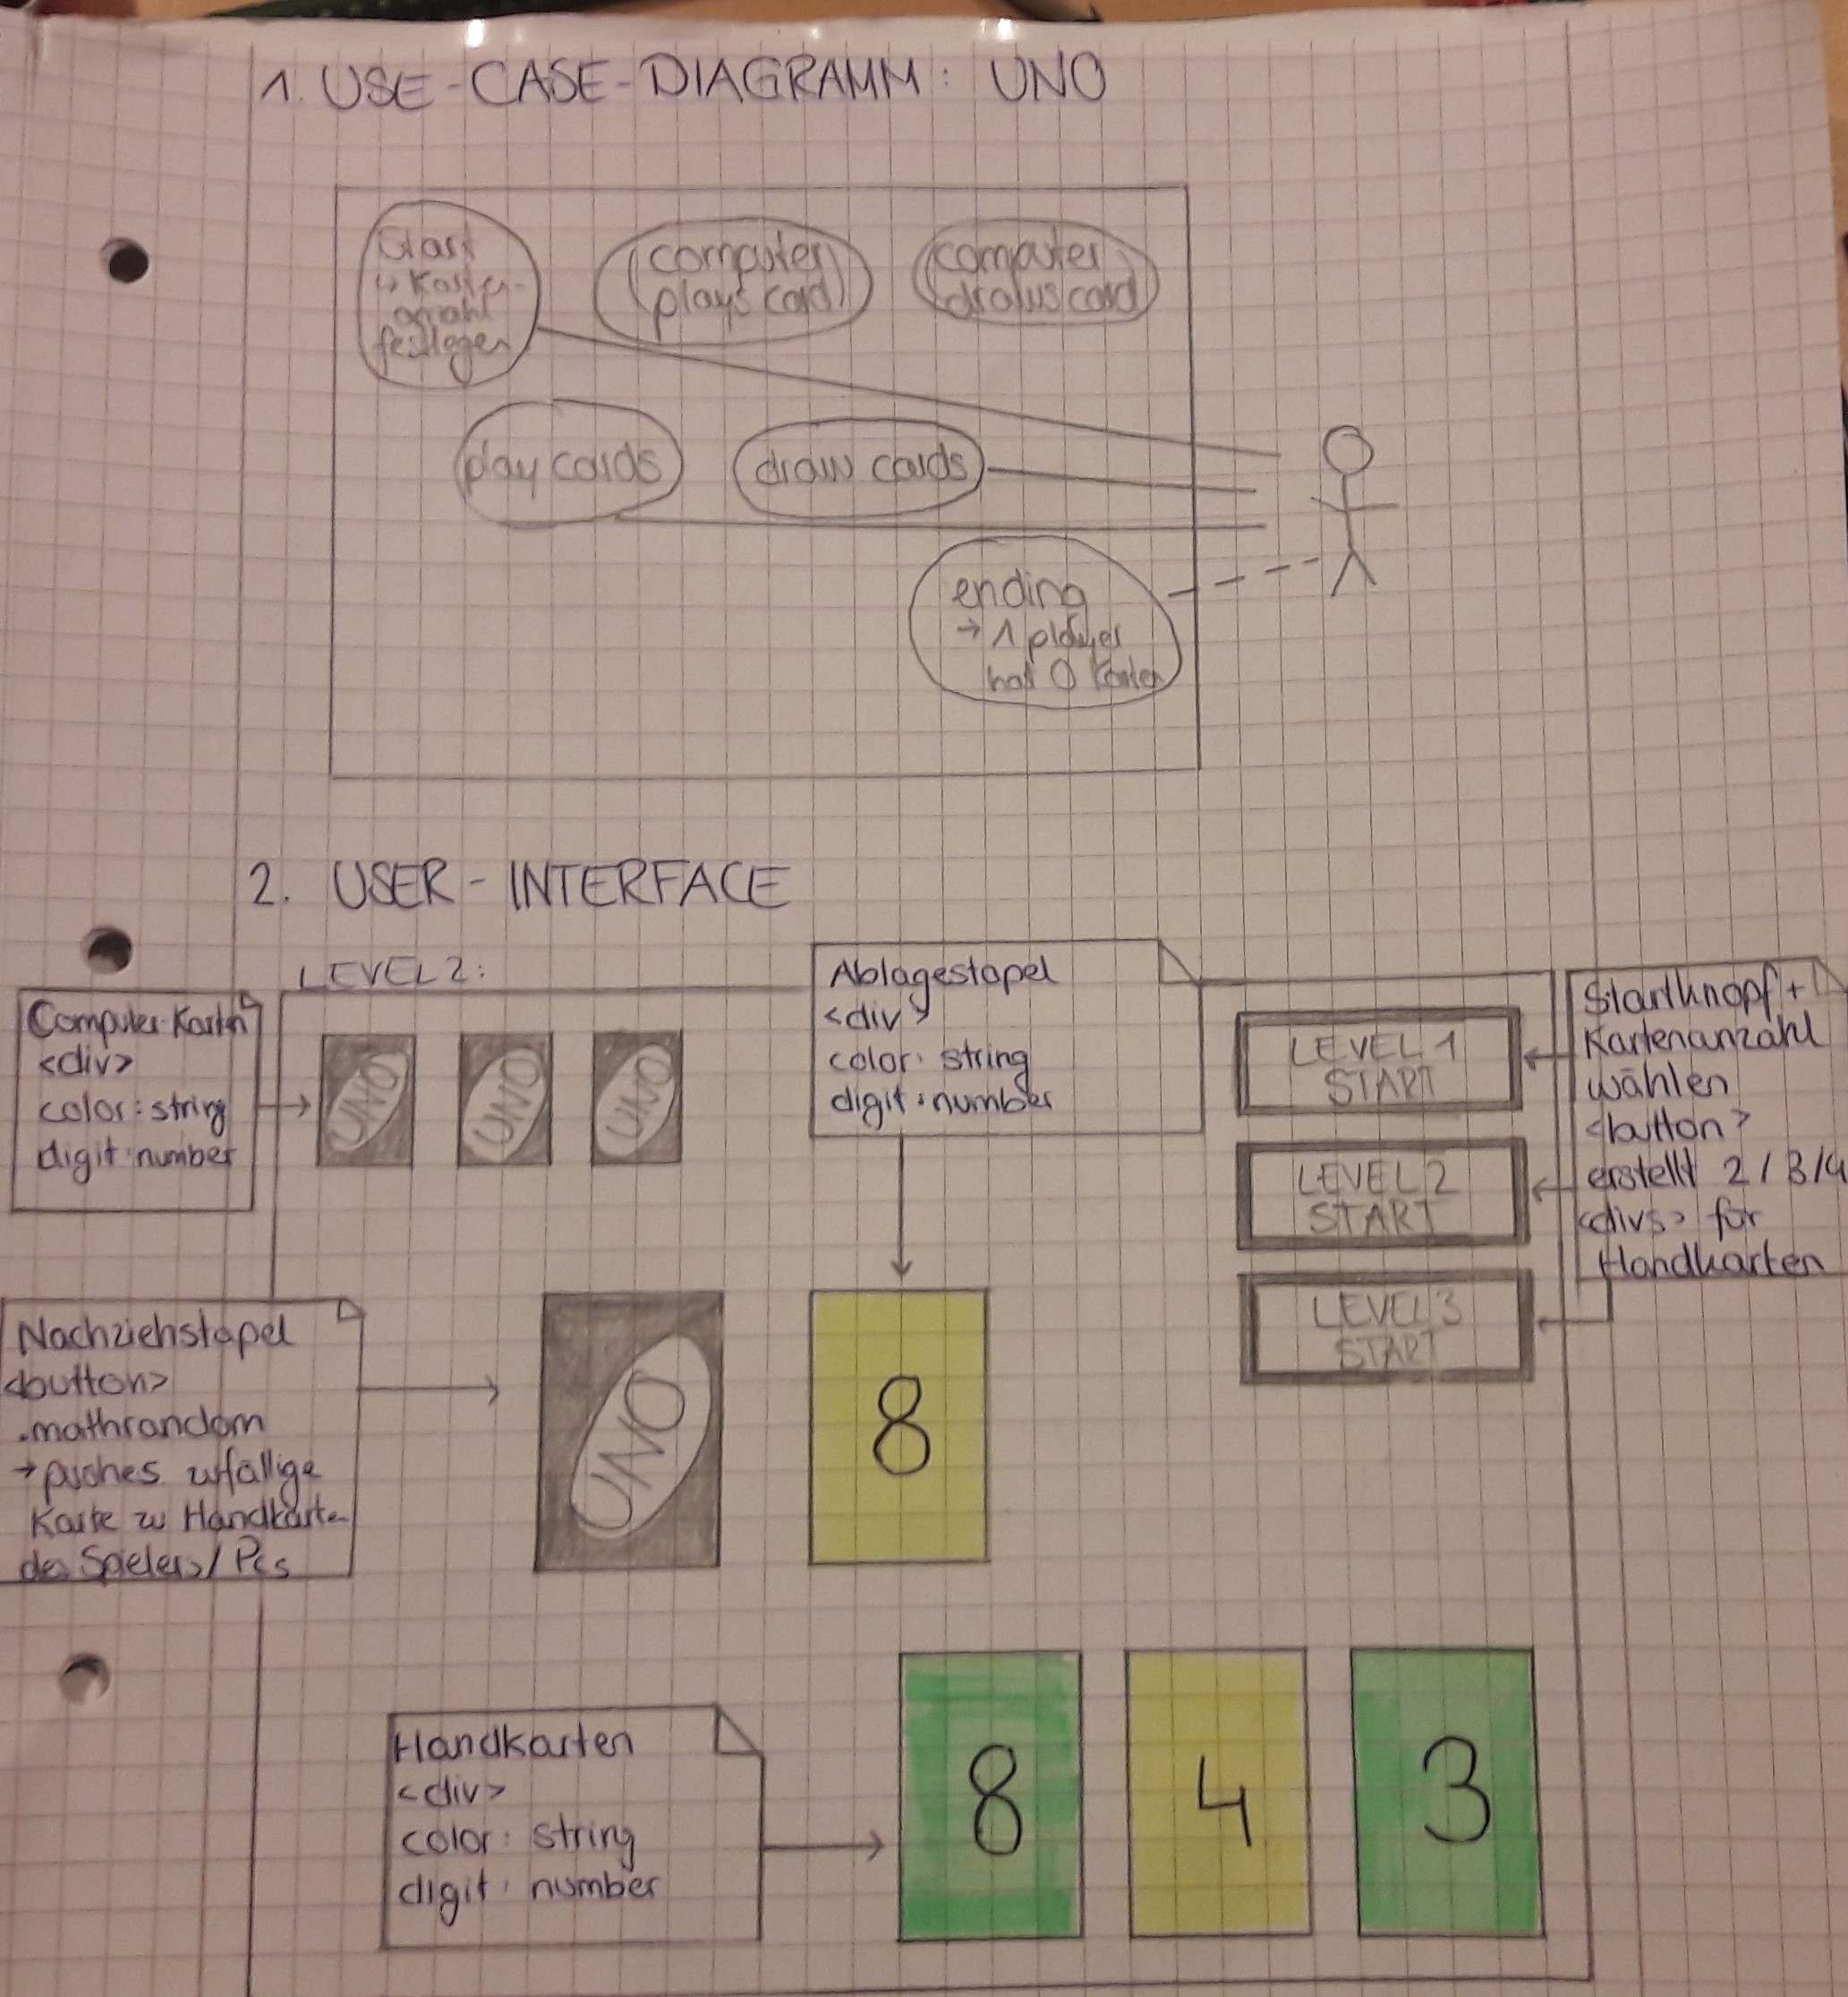 1. USE-CASE-DIAGRAMM: UNO
Start
↳ Karten-
anzahl
festlegen
computer
plays card
computer
draws card
play cards
draw cards
ending
→ 1 player
hat 0 Karten
2. USER-INTERFACE
LEVEL 2:
Computer-Karten
<div>
color: string
digit: number
UNO
UNO
UNO
Ablagestapel
<div>
color: string
digit: number
LEVEL 1
START
LEVEL 2
START
LEVEL 3
START
Startknopf +
Kartenanzahl
wählen
<button>
erstellt 2/3/4
<divs> für
Handkarten
Nachziehstapel
<button>
.mathrandom
→ pushes zufällige
Karte zu Handkarten
des Spielers/Pcs
UNO
8
Handkarten
<div>
color: string
digit: number
8
4
3